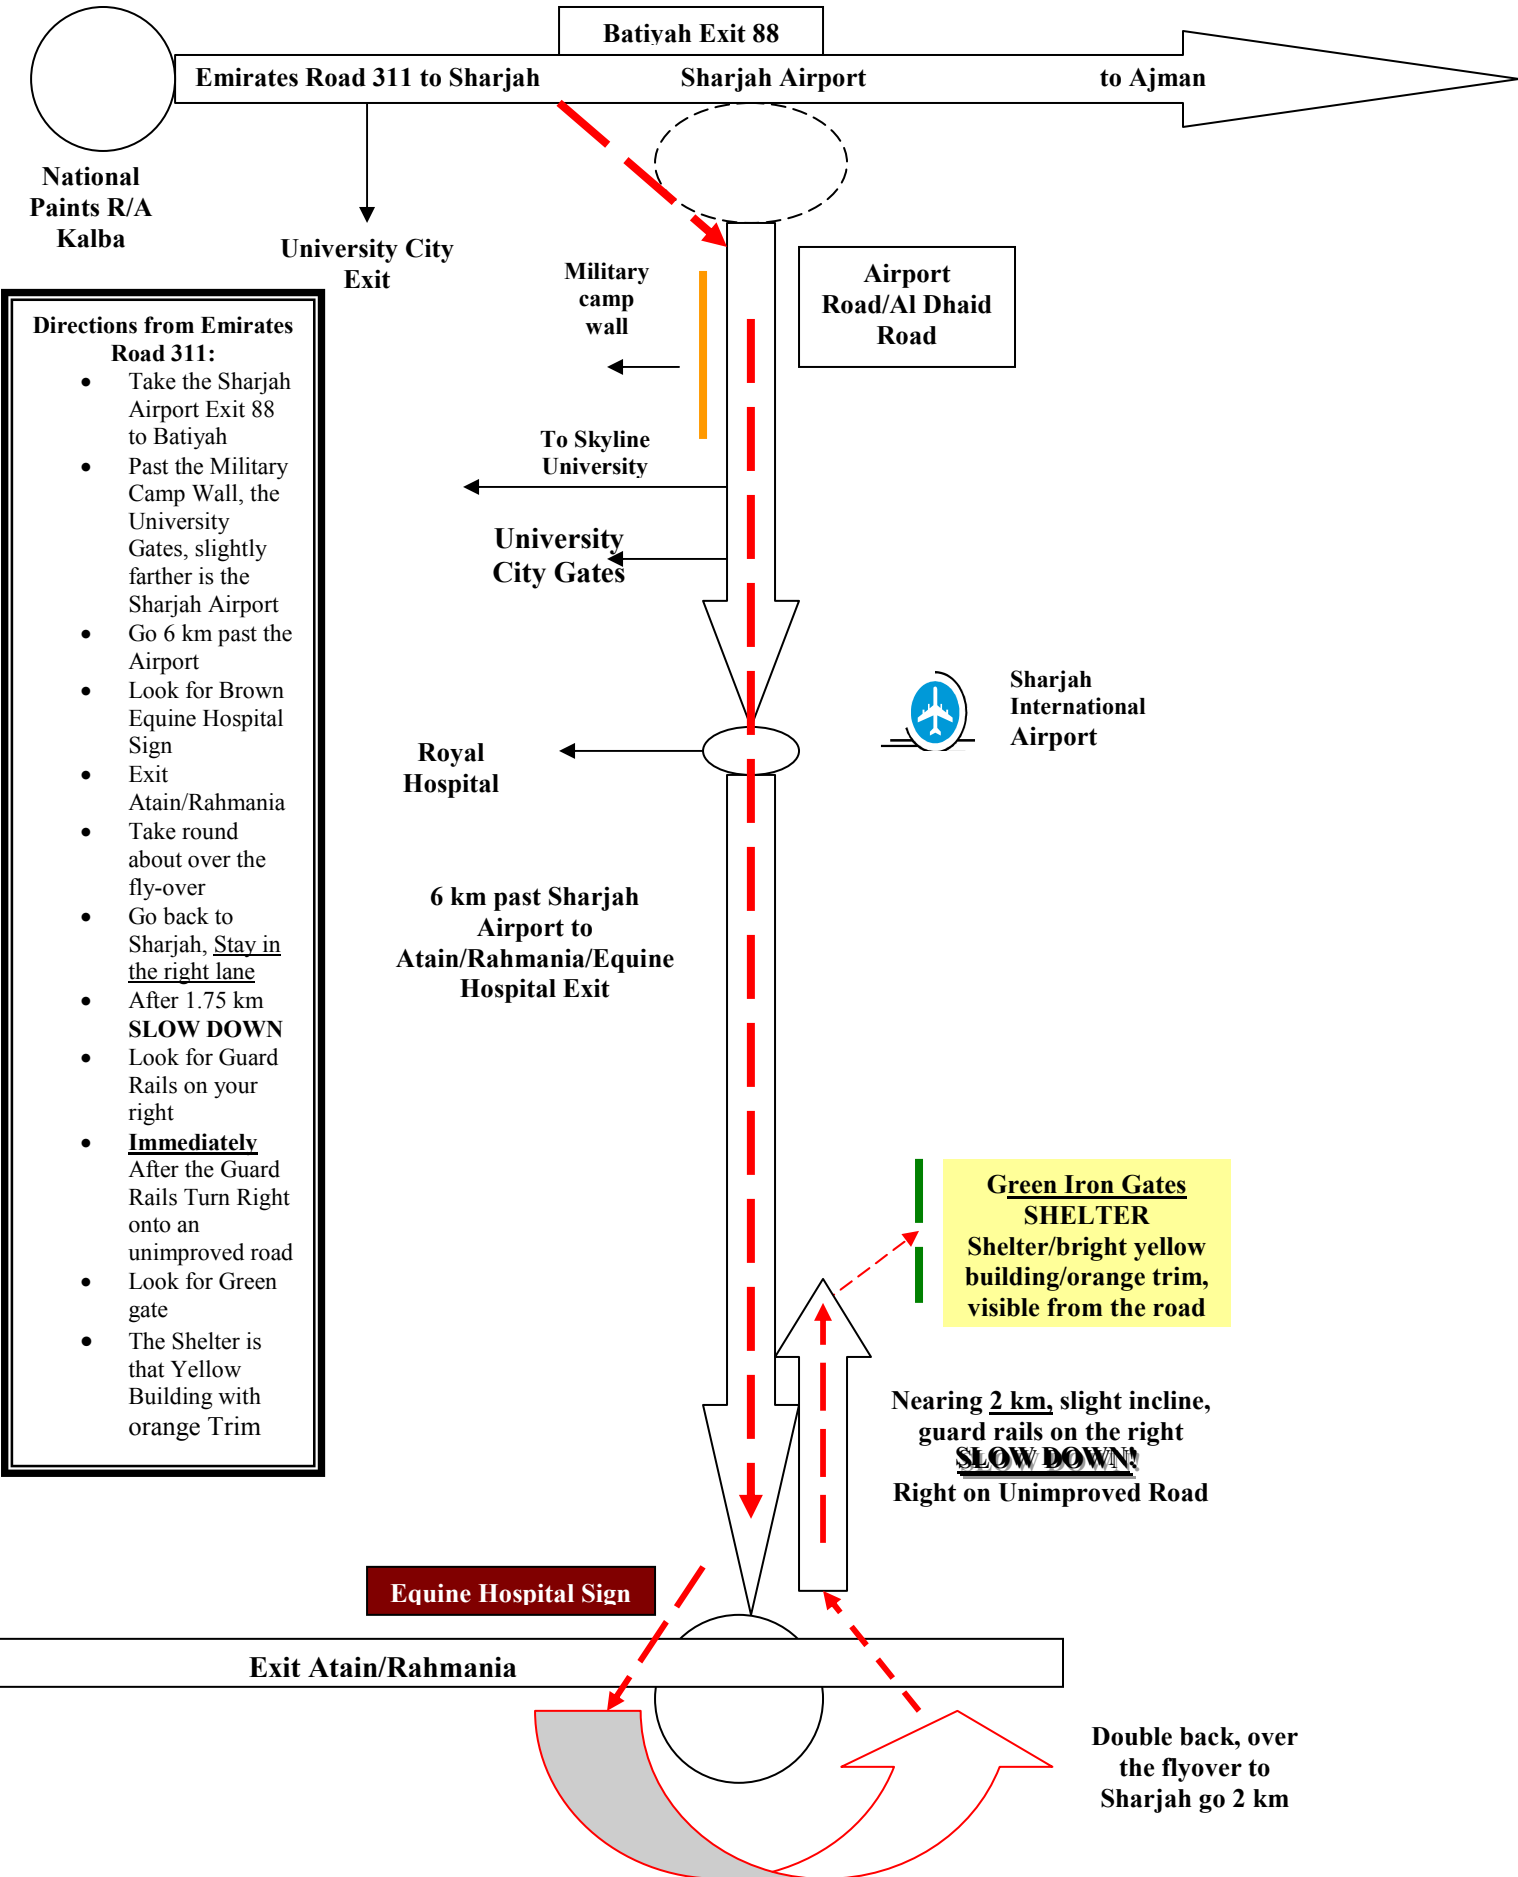 Batiyah Exit 88
Emirates Road 311 to Sharjah Sharjah Airport to Ajman
National
Paints R/A
Kalba
University City
Exit
Military
camp
wall
Airport
Road/Al Dhaid
Road
Directions from Emirates
Road 311:
• Take the Sharjah
Airport Exit 88
to Batiyah
• Past the Military
Camp Wall, the
University
Gates, slightly
farther is the
Sharjah Airport
• Go 6 km past the
Airport
• Look for Brown
Equine Hospital
Sign
• Exit
Atain/Rahmania
• Take round
about over the
fly-over
• Go back to
Sharjah, Stay in
the right lane
• After 1.75 km
SLOW DOWN
• Look for Guard
Rails on your
right
• Immediately
After the Guard
Rails Turn Right
onto an
unimproved road
• Look for Green
gate
• The Shelter is
that Yellow
Building with
orange Trim
To Skyline
University
University
City Gates
Sharjah
International
Airport
Royal
Hospital
6 km past Sharjah
Airport to
Atain/Rahmania/Equine
Hospital Exit
Green Iron Gates
SHELTER
Shelter/bright yellow
building/orange trim,
visible from the road
Nearing 2 km, slight incline,
guard rails on the right
SLOW DOWN!
Right on Unimproved Road
Equine Hospital Sign
Exit Atain/Rahmania
Double back, over
the flyover to
Sharjah go 2 km